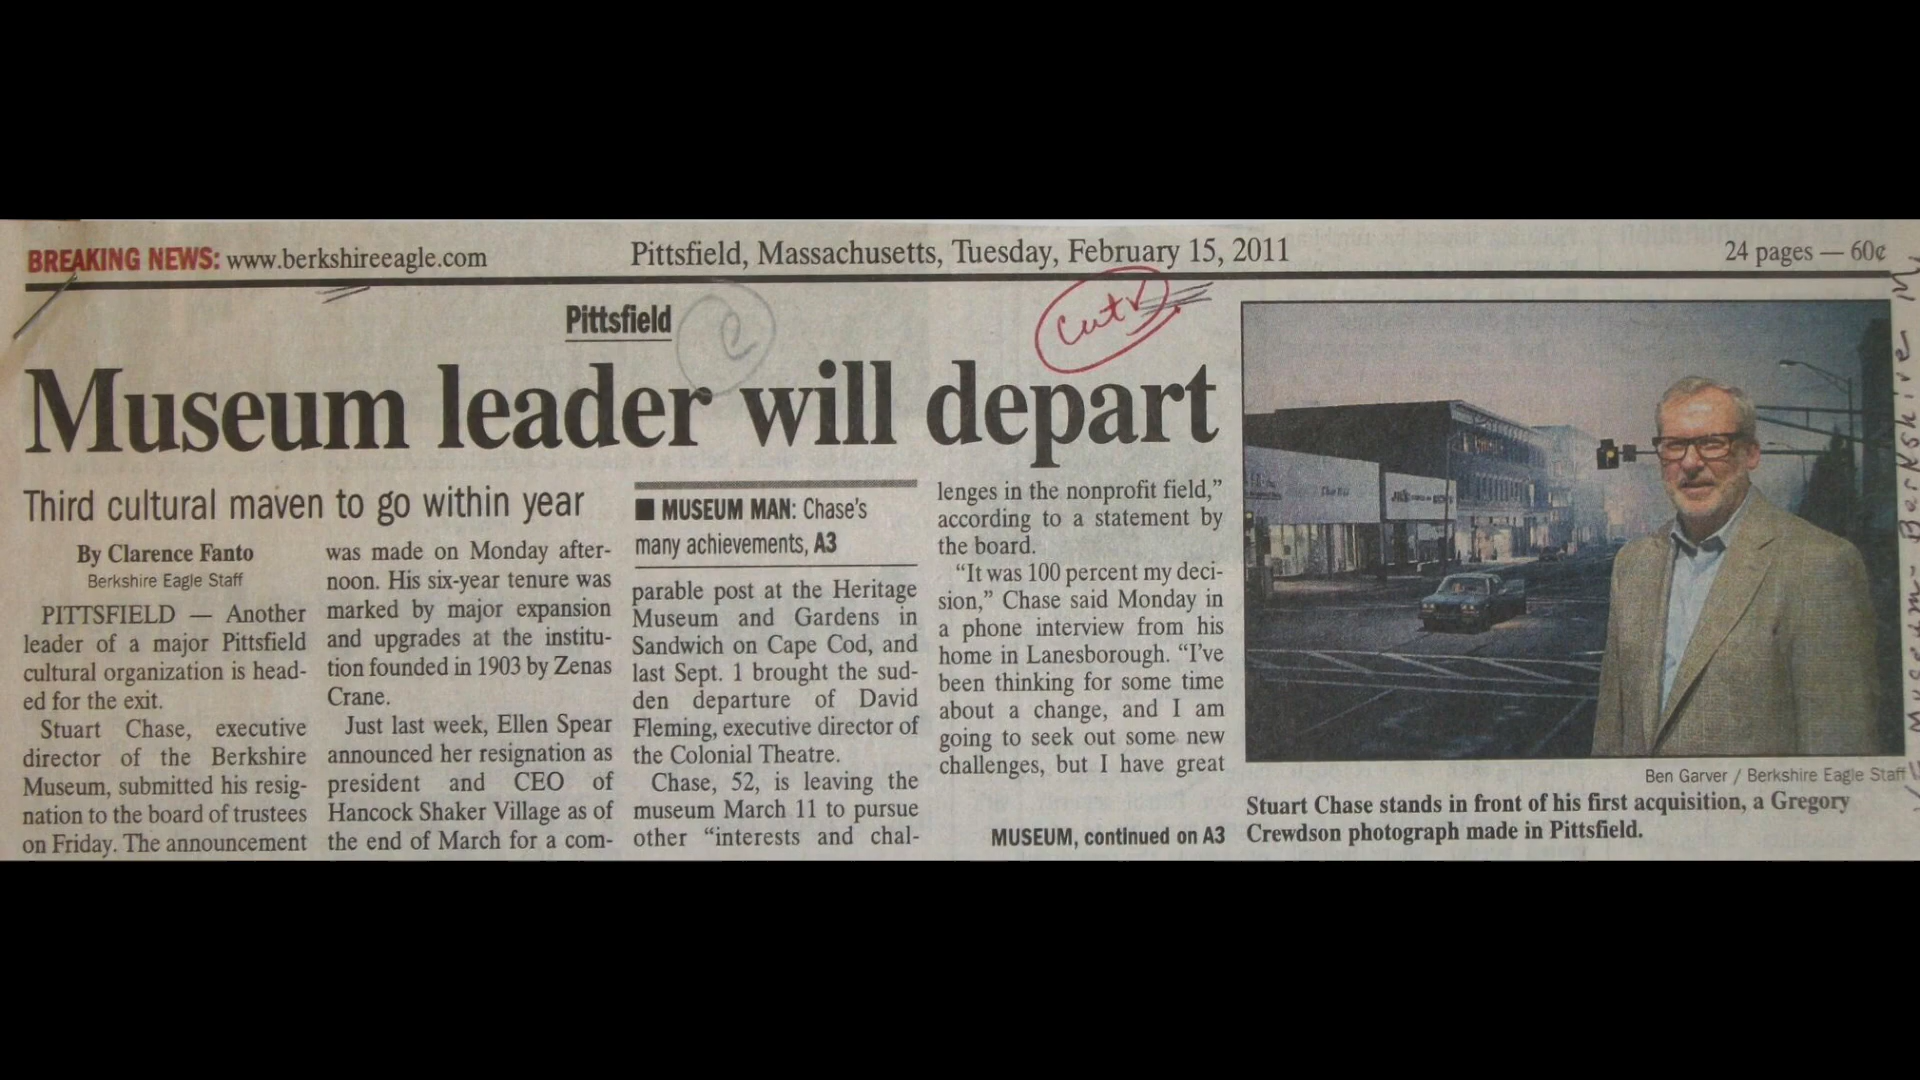 BREAKING NEWS: www.berkshireeagle.com
Pittsfield, Massachusetts, Tuesday, February 15, 2011
24 pages — 60¢
Pittsfield
cut
Museum leader will depart
Third cultural maven to go within year
By Clarence Fanto
Berkshire Eagle Staff
PITTSFIELD — Another
leader of a major Pittsfield
cultural organization is head-
ed for the exit.
Stuart Chase, executive
director of the Berkshire
Museum, submitted his resig-
nation to the board of trustees
on Friday. The announcement
was made on Monday after-
noon. His six-year tenure was
marked by major expansion
and upgrades at the institu-
tion founded in 1903 by Zenas
Crane.
Just last week, Ellen Spear
announced her resignation as
president and CEO of
Hancock Shaker Village as of
the end of March for a com-
■ MUSEUM MAN: Chase's
many achievements, A3
parable post at the Heritage
Museum and Gardens in
Sandwich on Cape Cod, and
last Sept. 1 brought the sud-
den departure of David
Fleming, executive director of
the Colonial Theatre.
Chase, 52, is leaving the
museum March 11 to pursue
other “interests and chal-
lenges in the nonprofit field,”
according to a statement by
the board.
“It was 100 percent my deci-
sion,” Chase said Monday in
a phone interview from his
home in Lanesborough. “I've
been thinking for some time
about a change, and I am
going to seek out some new
challenges, but I have great
MUSEUM, continued on A3
Ben Garver / Berkshire Eagle Staff
Stuart Chase stands in front of his first acquisition, a Gregory
Crewdson photograph made in Pittsfield.
Museum - Berkshire